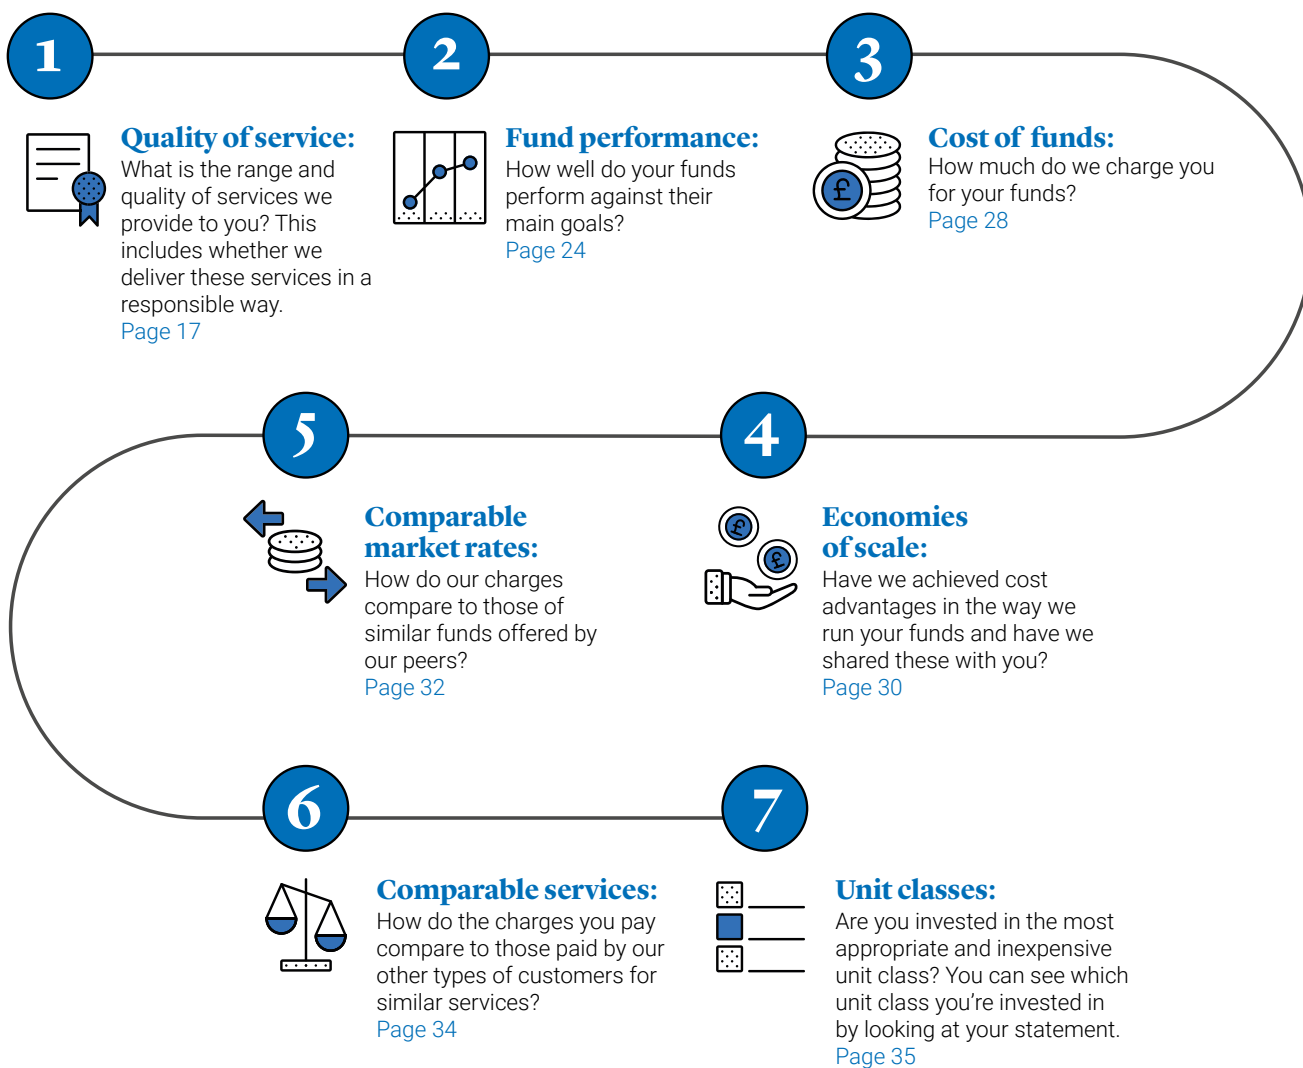 1
Quality of service:
What is the range and
quality of services we
provide to you? This
includes whether we
deliver these services in a
responsible way.
Page 17
2
Fund performance:
How well do your funds
perform against their
main goals?
Page 24
3
Cost of funds:
How much do we charge you
for your funds?
Page 28
£
4
Economies
of scale:
Have we achieved cost
advantages in the way we
run your funds and have we
shared these with you?
Page 30
£
£
5
Comparable
market rates:
How do our charges
compare to those of
similar funds offered by
our peers?
Page 32
6
Comparable services:
How do the charges you pay
compare to those paid by our
other types of customers for
similar services?
Page 34
7
Unit classes:
Are you invested in the most
appropriate and inexpensive
unit class? You can see which
unit class you’re invested in
by looking at your statement.
Page 35